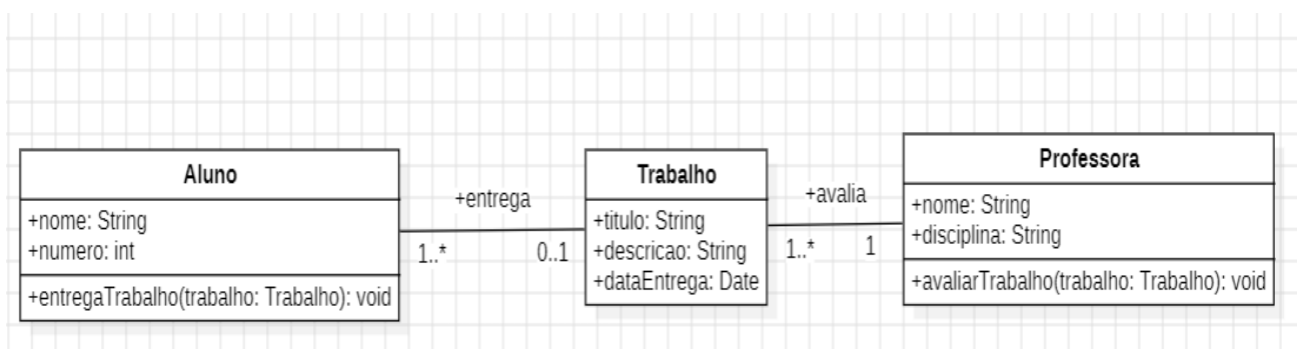 Aluno
+nome: String
+numero: int
+entregaTrabalho(trabalho: Trabalho): void
+entrega
1..*
0..1
Trabalho
+titulo: String
+descricao: String
+dataEntrega: Date
+avalia
1..*
1
Professora
+nome: String
+disciplina: String
+avaliarTrabalho(trabalho: Trabalho): void